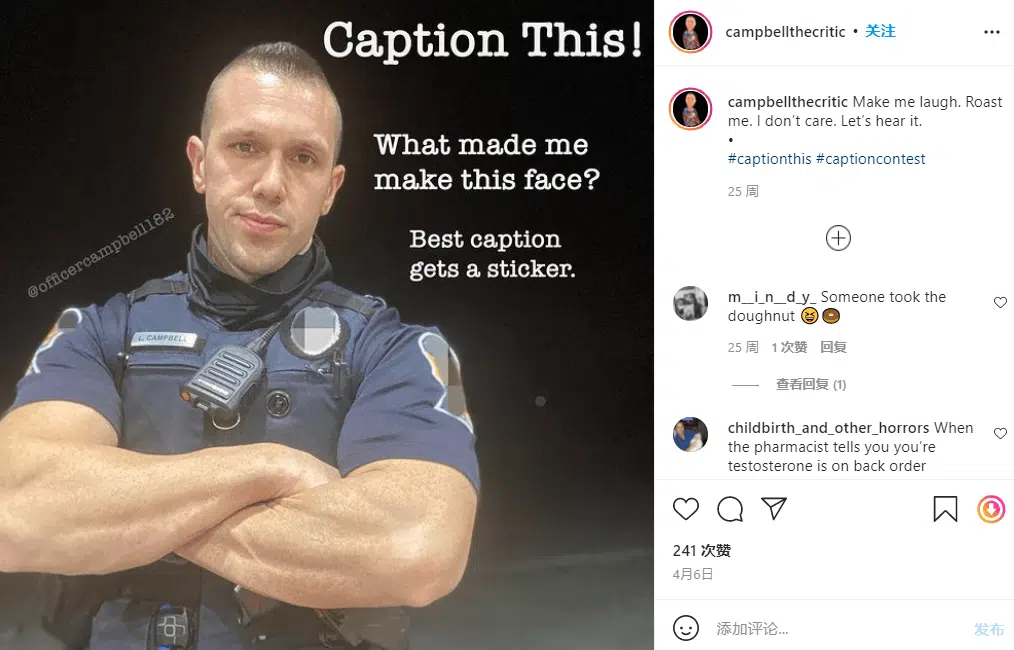 Caption This!
What made me
make this face?
Best caption
gets a sticker.
@officercampbell182
L. CAMPBELL
campbellthecritic • 关注
campbellthecritic Make me laugh. Roast
me. I don't care. Let's hear it.
•
#captionthis #captioncontest
25 周
m__i_n__d_y_ Someone took the
doughnut 😆🍩
25 周 1 次赞 回复
查看回复 (1)
childbirth_and_other_horrors When
the pharmacist tells you you're
testosterone is on back order
241 次赞
4月6日
添加评论...
发布